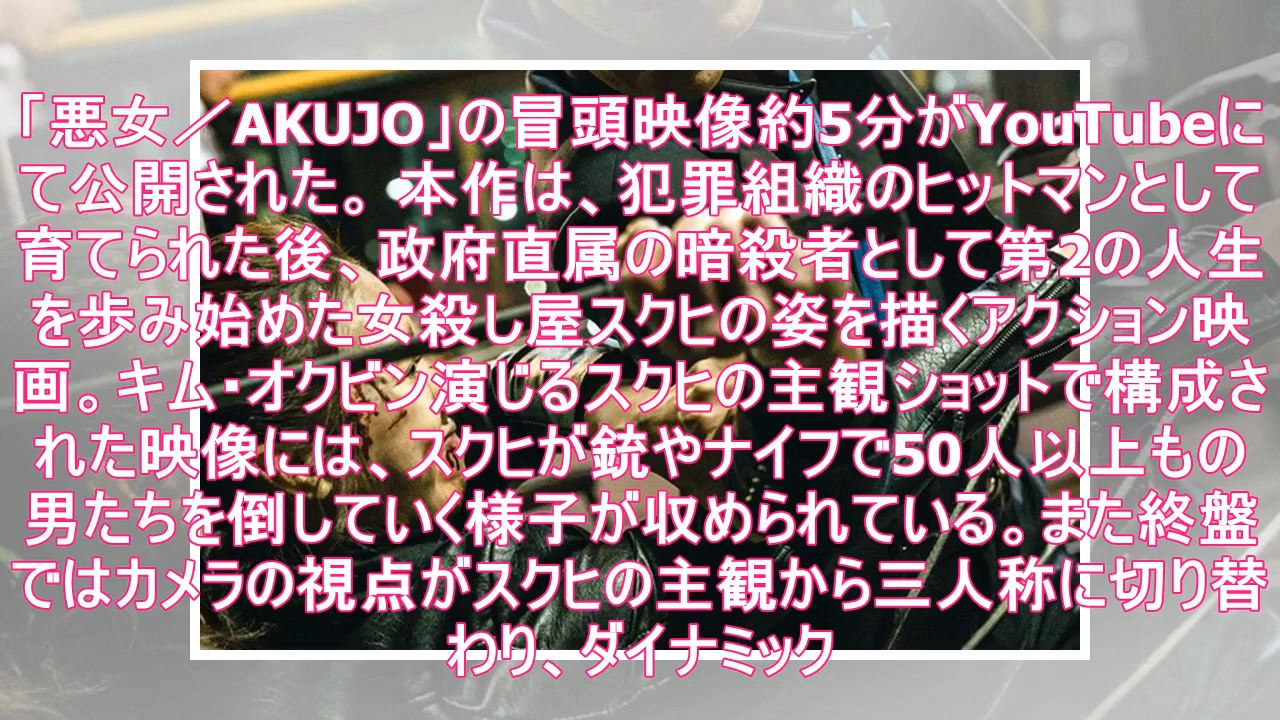 「悪女／AKUJO」の冒頭映像約5分がYouTubeに
て公開された。本作は、犯罪組織のヒットマンとして
育てられた後、政府直属の暗殺者として第2の人生
を歩み始めた女殺し屋スクヒの姿を描くアクション映
画。キム・オクビン演じるスクヒの主観ショットで構成さ
れた映像には、スクヒが銃やナイフで50人以上もの
男たちを倒していく様子が収められている。また終盤
ではカメラの視点がスクヒの主観から三人称に切り替
わり、ダイナミック